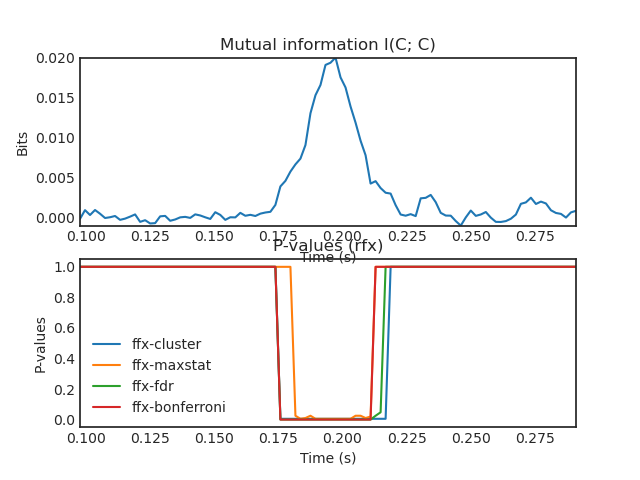 Mutual information I(C; C)
0.020
0.015
0.010
0.005
0.000
Bits
0.100 0.125 0.150 0.175 0.200 0.225 0.250 0.275
Time (s)
P-values (rfx)
1.0
0.8
0.6
0.4
0.2
0.0
P-values
ffx-cluster
ffx-maxstat
ffx-fdr
ffx-bonferroni
0.100 0.125 0.150 0.175 0.200 0.225 0.250 0.275
Time (s)